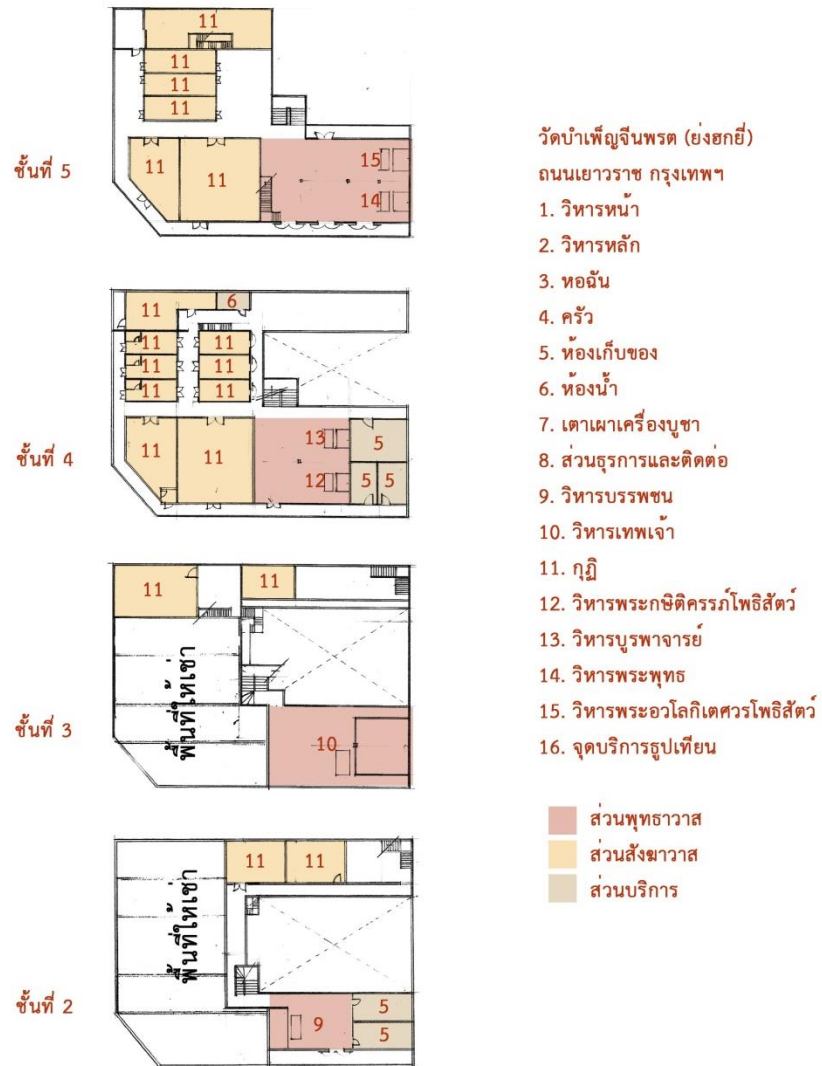 ชั้นที่ 5
11
11
11
11
11
11
15
14
ชั้นที่ 4
11
6
11
11
11
11
11
11
11
11
13
12
5
5
5
ชั้นที่ 3
11
11
พื้นที่ให้เช่า
10
ชั้นที่ 2
11
11
พื้นที่ให้เช่า
9
5
5
วัดบำเพ็ญจีนพรต (ย่งฮกยี่)
ถนนเยาวราช กรุงเทพฯ
1. วิหารหน้า
2. วิหารหลัก
3. หอฉัน
4. ครัว
5. ห้องเก็บของ
6. ห้องน้ำ
7. เตาเผาเครื่องบูชา
8. ส่วนธุรการและติดต่อ
9. วิหารบรรพชน
10. วิหารเทพเจ้า
11. กุฏิ
12. วิหารพระกษิติครรภ์โพธิสัตว์
13. วิหารบูรพาจารย์
14. วิหารพระพุทธ
15. วิหารพระอวโลกิเตศวรโพธิสัตว์
16. จุดบริการธูปเทียน
ส่วนพุทธาวาส
ส่วนสังฆาวาส
ส่วนบริการ